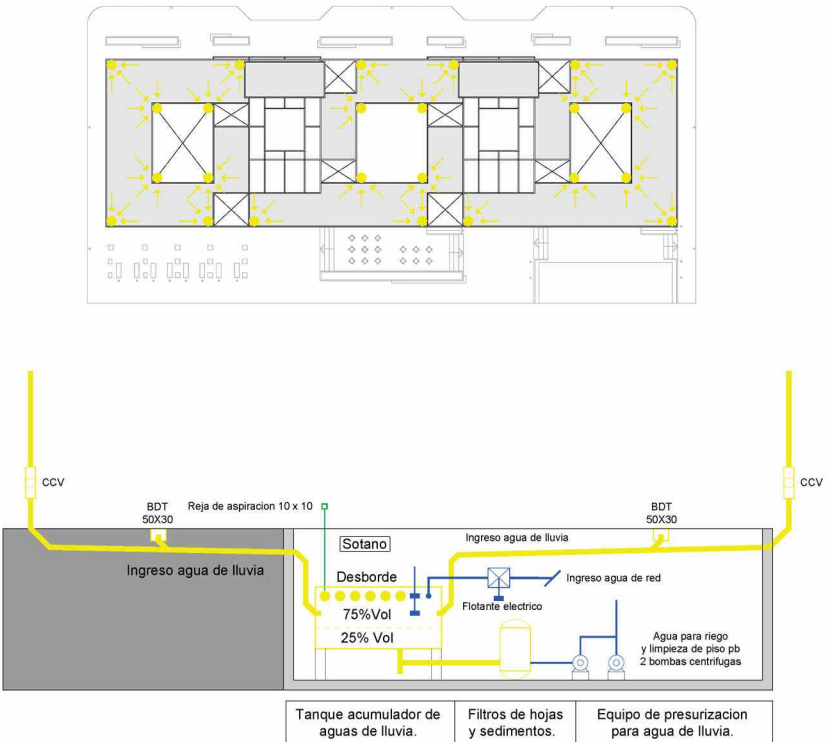 CCV
CCV
BDT
50X30
Reja de aspiracion 10 x 10
BDT
50X30
Sotano
Ingreso agua de lluvia
Ingreso agua de lluvia
Desborde
Ingreso agua de red
Flotante electrico
75%Vol
25% Vol
Agua para riego
y limpieza de piso pb
2 bombas centrifugas
Tanque acumulador de
aguas de lluvia.
Filtros de hojas
y sedimentos.
Equipo de presurizacion
para agua de lluvia.